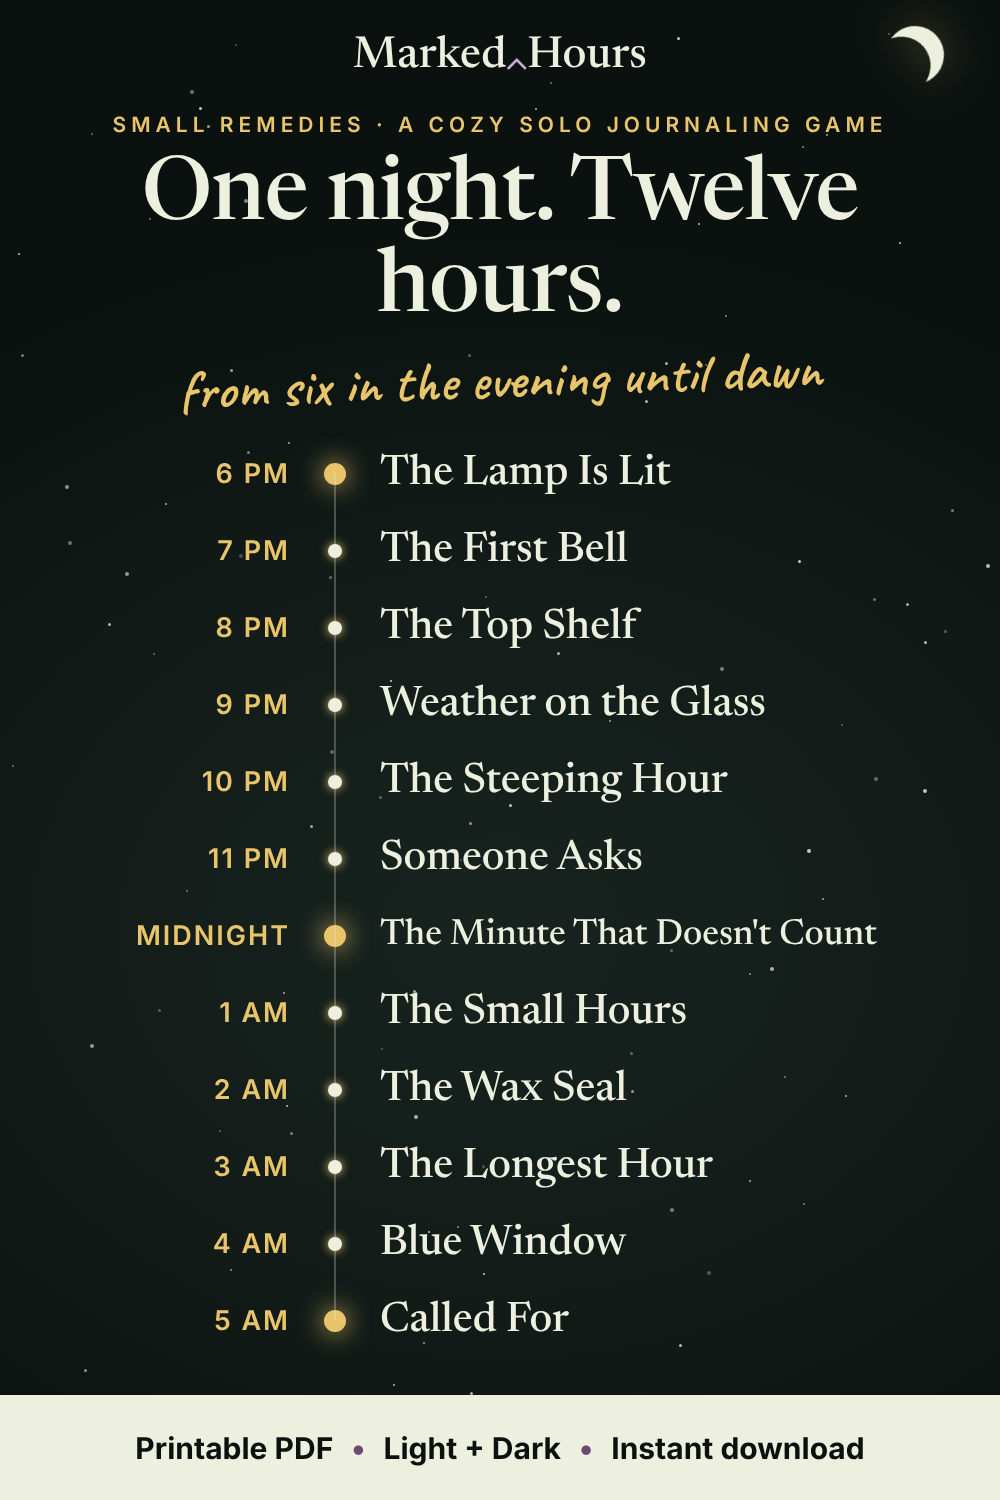 Marked‸Hours
SMALL REMEDIES · A COZY SOLO JOURNALING GAME
One night. Twelve
hours.
from six in the evening until dawn
6 PM The Lamp Is Lit
7 PM The First Bell
8 PM The Top Shelf
9 PM Weather on the Glass
10 PM The Steeping Hour
11 PM Someone Asks
MIDNIGHT The Minute That Doesn't Count
1 AM The Small Hours
2 AM The Wax Seal
3 AM The Longest Hour
4 AM Blue Window
5 AM Called For
Printable PDF • Light + Dark • Instant download